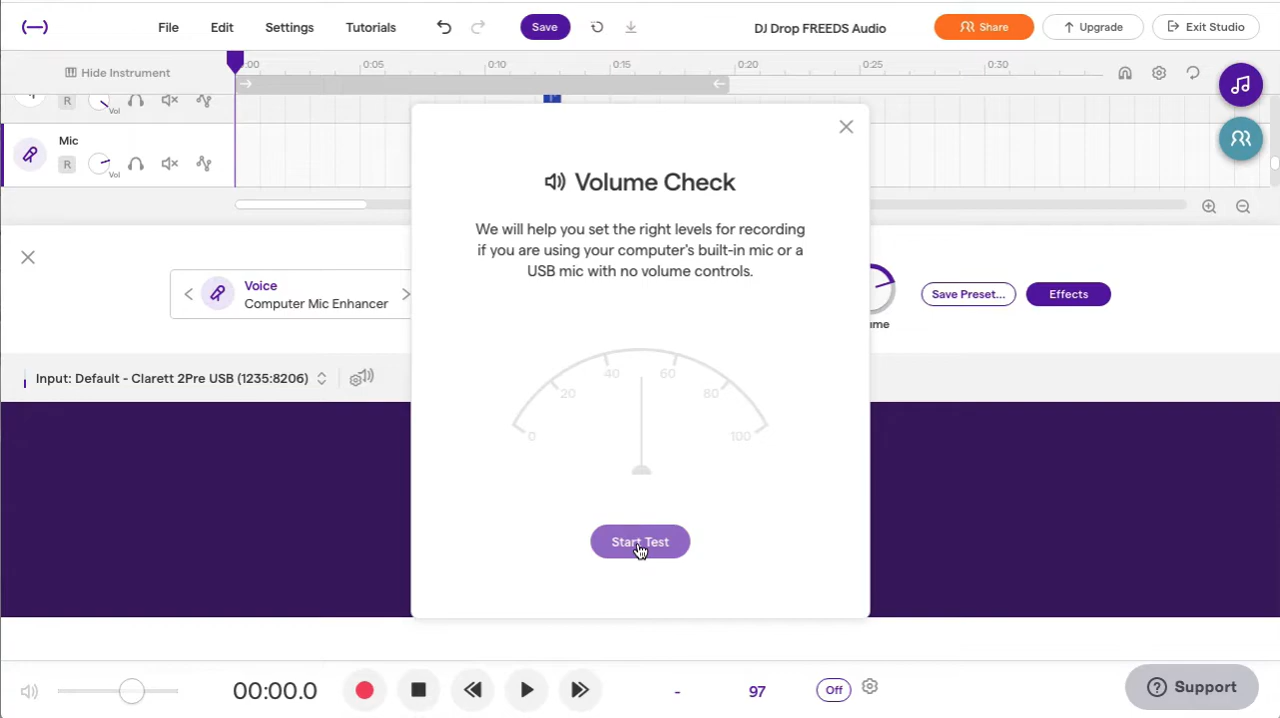 File Edit Settings Tutorials Save DJ Drop FREEDS Audio Share Upgrade Exit Studio
Hide Instrument :00 0:05 0:10 0:15 0:20 0:25 0:30
R Vol
Mic
R Vol
Volume Check
We will help you set the right levels for recording
if you are using your computer's built-in mic or a
USB mic with no volume controls.
Voice
Computer Mic Enhancer
ume
Save Preset... Effects
Input: Default - Clarett 2Pre USB (1235:8206)
0 20 40 60 80 100
Start Test
00:00.0 - 97 Off Support